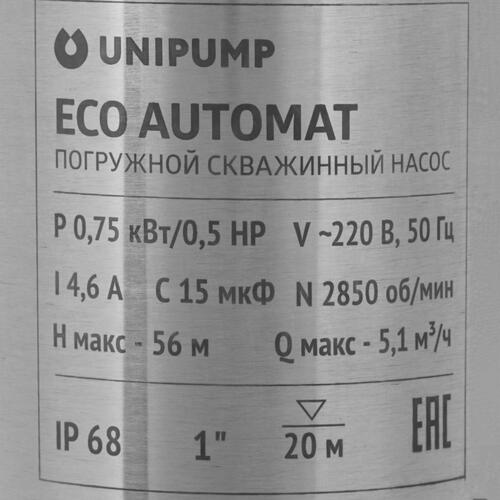 UNIPUMP
ECO AUTOMAT
ПОГРУЖНОЙ СКВАЖИННЫЙ НАСОС
P 0,75 кВт/0,5 HP V ~220 В, 50 Гц
I 4,6 А C 15 мкФ N 2850 об/мин
H макс - 56 м Q макс - 5,1 м³/ч
IP 68 1" 20 м EAC